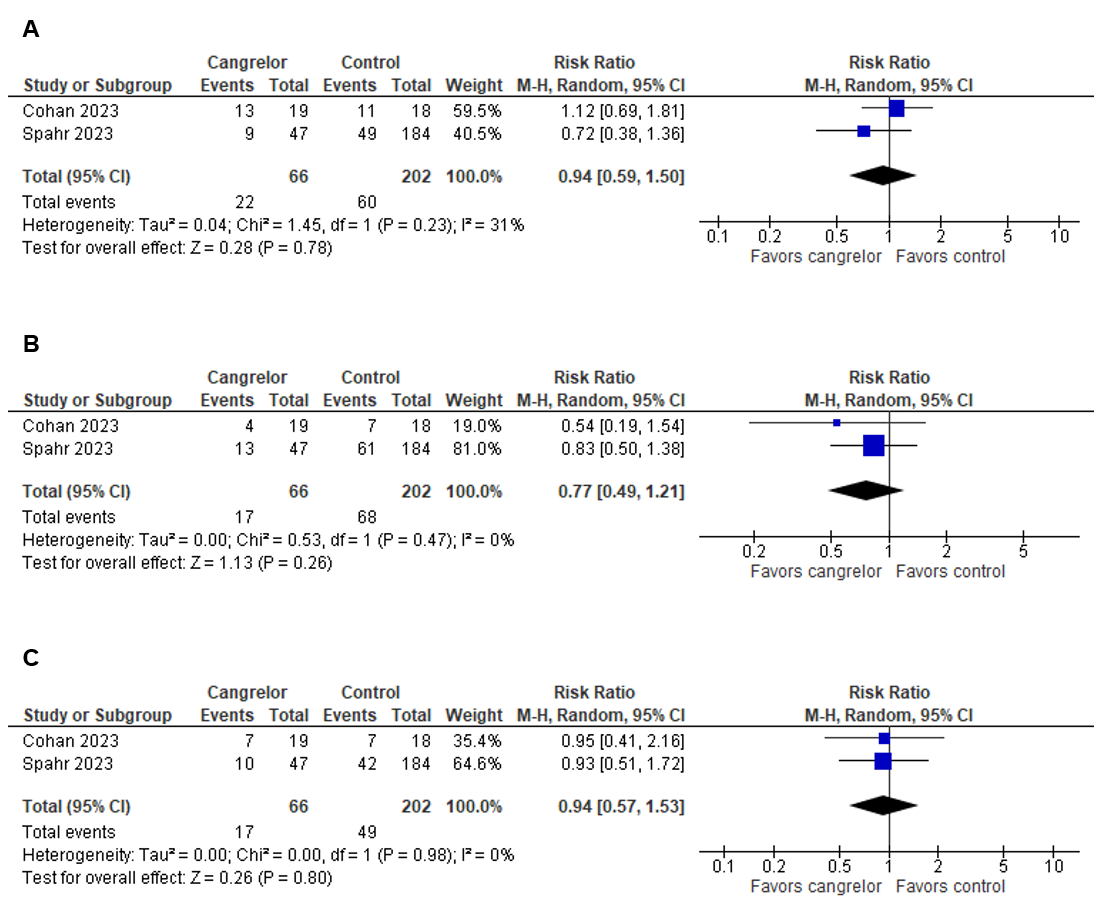 A
Cangrelor Control Risk Ratio Risk Ratio
Study or Subgroup Events Total Events Total Weight M-H, Random, 95% CI M-H, Random, 95% CI
Cohan 2023 13 19 11 18 59.5% 1.12 [0.69, 1.81]
Spahr 2023 9 47 49 184 40.5% 0.72 [0.38, 1.36]
Total (95% CI) 66 202 100.0% 0.94 [0.59, 1.50]
Total events 22 60
Heterogeneity: Tau² = 0.04; Chi² = 1.45, df = 1 (P = 0.23); I² = 31%
Test for overall effect: Z = 0.28 (P = 0.78)
0.1 0.2 0.5 1 2 5 10
Favors cangrelor Favors control
B
Cangrelor Control Risk Ratio Risk Ratio
Study or Subgroup Events Total Events Total Weight M-H, Random, 95% CI M-H, Random, 95% CI
Cohan 2023 4 19 7 18 19.0% 0.54 [0.19, 1.54]
Spahr 2023 13 47 61 184 81.0% 0.83 [0.50, 1.38]
Total (95% CI) 66 202 100.0% 0.77 [0.49, 1.21]
Total events 17 68
Heterogeneity: Tau² = 0.00; Chi² = 0.53, df = 1 (P = 0.47); I² = 0%
Test for overall effect: Z = 1.13 (P = 0.26)
0.2 0.5 1 2 5
Favors cangrelor Favors control
C
Cangrelor Control Risk Ratio Risk Ratio
Study or Subgroup Events Total Events Total Weight M-H, Random, 95% CI M-H, Random, 95% CI
Cohan 2023 7 19 7 18 35.4% 0.95 [0.41, 2.16]
Spahr 2023 10 47 42 184 64.6% 0.93 [0.51, 1.72]
Total (95% CI) 66 202 100.0% 0.94 [0.57, 1.53]
Total events 17 49
Heterogeneity: Tau² = 0.00; Chi² = 0.00, df = 1 (P = 0.98); I² = 0%
Test for overall effect: Z = 0.26 (P = 0.80)
0.1 0.2 0.5 1 2 5 10
Favors cangrelor Favors control